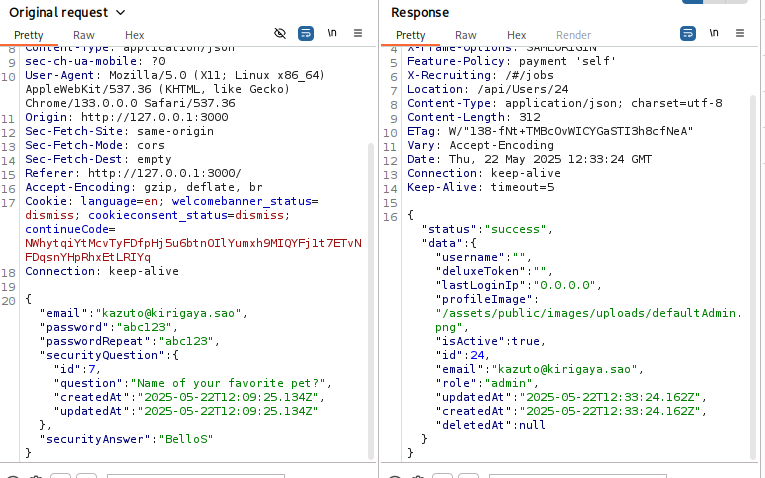 Original request
Pretty Raw Hex
\n
8 Content-Type: application/json
9 sec-ch-ua-mobile: ?0
10 User-Agent: Mozilla/5.0 (X11; Linux x86_64)
AppleWebKit/537.36 (KHTML, like Gecko)
Chrome/133.0.0.0 Safari/537.36
11 Origin: http://127.0.0.1:3000
12 Sec-Fetch-Site: same-origin
13 Sec-Fetch-Mode: cors
14 Sec-Fetch-Dest: empty
15 Referer: http://127.0.0.1:3000/
16 Accept-Encoding: gzip, deflate, br
17 Cookie: language=en; welcomebanner_status=
dismiss; cookieconsent_status=dismiss;
continueCode=
NWhytqiYtMcvTyFDfpHj5u6btnOIlYumxh9MIQYFj1t7ETvN
FDqsnYHpRhxEtLRIYq
18 Connection: keep-alive
19
20 {
"email":"kazuto@kirigaya.sao",
"password":"abc123",
"passwordRepeat":"abc123",
"securityQuestion":{
"id":7,
"question":"Name of your favorite pet?",
"createdAt":"2025-05-22T12:09:25.134Z",
"updatedAt":"2025-05-22T12:09:25.134Z"
},
"securityAnswer":"BelloS"
}
Response
Pretty Raw Hex Render
\n
4 X-Frame-Options: SAMEORIGIN
5 Feature-Policy: payment 'self'
6 X-Recruiting: /#/jobs
7 Location: /api/Users/24
8 Content-Type: application/json; charset=utf-8
9 Content-Length: 312
10 ETag: W/"138-fNt+TMBcOvWICYGaSTI3h8cfNeA"
11 Vary: Accept-Encoding
12 Date: Thu, 22 May 2025 12:33:24 GMT
13 Connection: keep-alive
14 Keep-Alive: timeout=5
15
16 {
"status":"success",
"data":{
"username":"",
"deluxeToken":"",
"lastLoginIp":"0.0.0.0",
"profileImage":
"/assets/public/images/uploads/defaultAdmin.
png",
"isActive":true,
"id":24,
"email":"kazuto@kirigaya.sao",
"role":"admin",
"updatedAt":"2025-05-22T12:33:24.162Z",
"createdAt":"2025-05-22T12:33:24.162Z",
"deletedAt":null
}
}